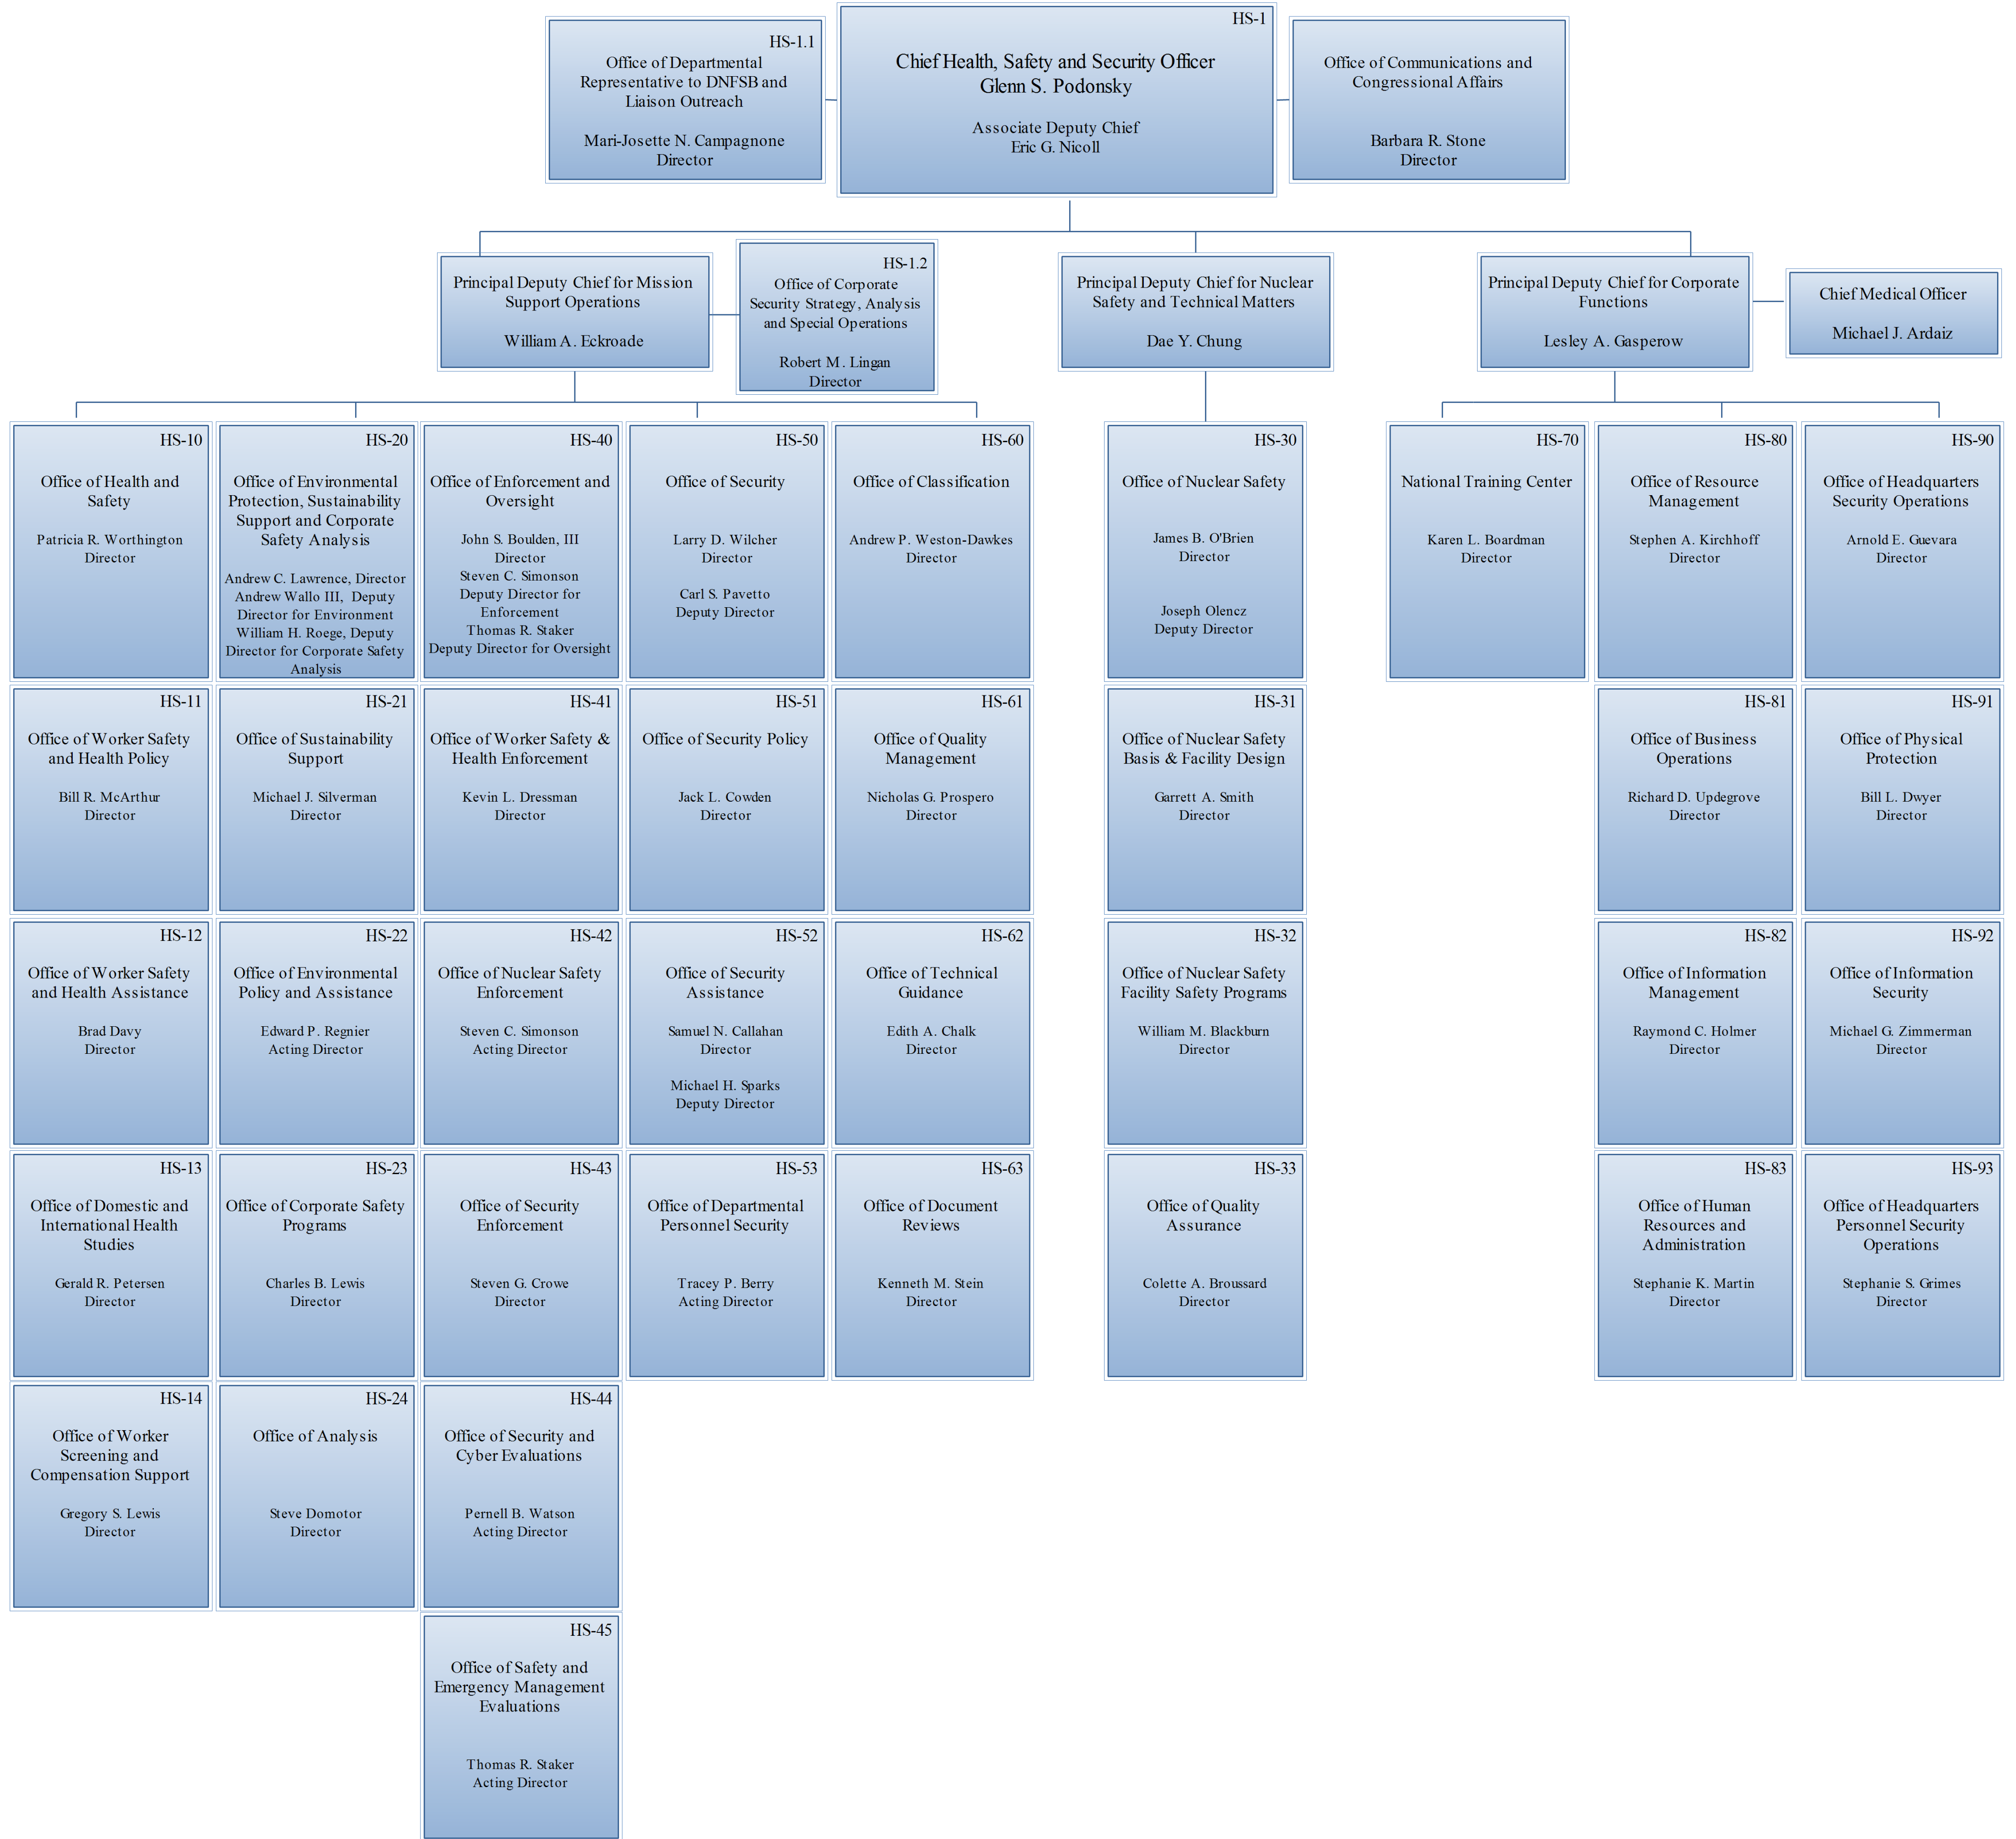 HS-1.1
Office of Departmental
Representative to DNFSB and
Liaison Outreach
Mari-Josette N. Campagnone
Director
HS-1
Chief Health, Safety and Security Officer
Glenn S. Podonsky
Associate Deputy Chief
Eric G. Nicoll
Office of Communications and
Congressional Affairs
Barbara R. Stone
Director
Principal Deputy Chief for Mission
Support Operations
William A. Eckroade
HS-1.2
Office of Corporate
Security Strategy, Analysis
and Special Operations
Robert M. Lingan
Director
Principal Deputy Chief for Nuclear
Safety and Technical Matters
Dae Y. Chung
Principal Deputy Chief for Corporate
Functions
Lesley A. Gasperow
Chief Medical Officer
Michael J. Ardaiz
HS-10
Office of Health and
Safety
Patricia R. Worthington
Director
HS-20
Office of Environmental
Protection, Sustainability
Support and Corporate
Safety Analysis
Andrew C. Lawrence, Director
Andrew Wallo III, Deputy
Director for Environment
William H. Roege, Deputy
Director for Corporate Safety
Analysis
HS-40
Office of Enforcement and
Oversight
John S. Boulden, III
Director
Steven C. Simonson
Deputy Director for
Enforcement
Thomas R. Staker
Deputy Director for Oversight
HS-50
Office of Security
Larry D. Wilcher
Director
Carl S. Pavetto
Deputy Director
HS-60
Office of Classification
Andrew P. Weston-Dawkes
Director
HS-30
Office of Nuclear Safety
James B. O'Brien
Director
Joseph Olencz
Deputy Director
HS-70
National Training Center
Karen L. Boardman
Director
HS-80
Office of Resource
Management
Stephen A. Kirchhoff
Director
HS-90
Office of Headquarters
Security Operations
Arnold E. Guevara
Director
HS-11
Office of Worker Safety
and Health Policy
Bill R. McArthur
Director
HS-21
Office of Sustainability
Support
Michael J. Silverman
Director
HS-41
Office of Worker Safety &
Health Enforcement
Kevin L. Dressman
Director
HS-51
Office of Security Policy
Jack L. Cowden
Director
HS-61
Office of Quality
Management
Nicholas G. Prospero
Director
HS-31
Office of Nuclear Safety
Basis & Facility Design
Garrett A. Smith
Director
HS-81
Office of Business
Operations
Richard D. Updegrove
Director
HS-91
Office of Physical
Protection
Bill L. Dwyer
Director
HS-12
Office of Worker Safety
and Health Assistance
Brad Davy
Director
HS-22
Office of Environmental
Policy and Assistance
Edward P. Regnier
Acting Director
HS-42
Office of Nuclear Safety
Enforcement
Steven C. Simonson
Acting Director
HS-52
Office of Security
Assistance
Samuel N. Callahan
Director
Michael H. Sparks
Deputy Director
HS-62
Office of Technical
Guidance
Edith A. Chalk
Director
HS-32
Office of Nuclear Safety
Facility Safety Programs
William M. Blackburn
Director
HS-82
Office of Information
Management
Raymond C. Holmer
Director
HS-92
Office of Information
Security
Michael G. Zimmerman
Director
HS-13
Office of Domestic and
International Health
Studies
Gerald R. Petersen
Director
HS-23
Office of Corporate Safety
Programs
Charles B. Lewis
Director
HS-43
Office of Security
Enforcement
Steven G. Crowe
Director
HS-53
Office of Departmental
Personnel Security
Tracey P. Berry
Acting Director
HS-63
Office of Document
Reviews
Kenneth M. Stein
Director
HS-33
Office of Quality
Assurance
Colette A. Broussard
Director
HS-83
Office of Human
Resources and
Administration
Stephanie K. Martin
Director
HS-93
Office of Headquarters
Personnel Security
Operations
Stephanie S. Grimes
Director
HS-14
Office of Worker
Screening and
Compensation Support
Gregory S. Lewis
Director
HS-24
Office of Analysis
Steve Domotor
Director
HS-44
Office of Security and
Cyber Evaluations
Pernell B. Watson
Acting Director
HS-45
Office of Safety and
Emergency Management
Evaluations
Thomas R. Staker
Acting Director